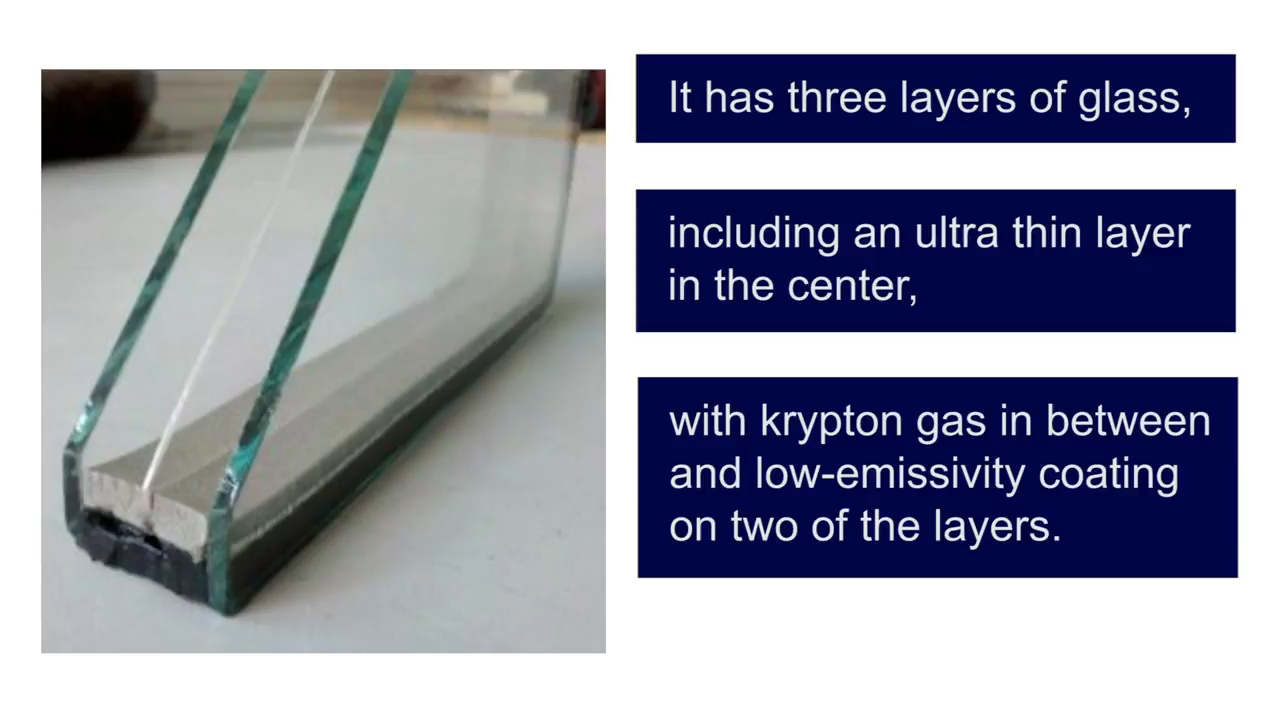 It has three layers of glass,
including an ultra thin layer
in the center,
with krypton gas in between
and low-emissivity coating
on two of the layers.